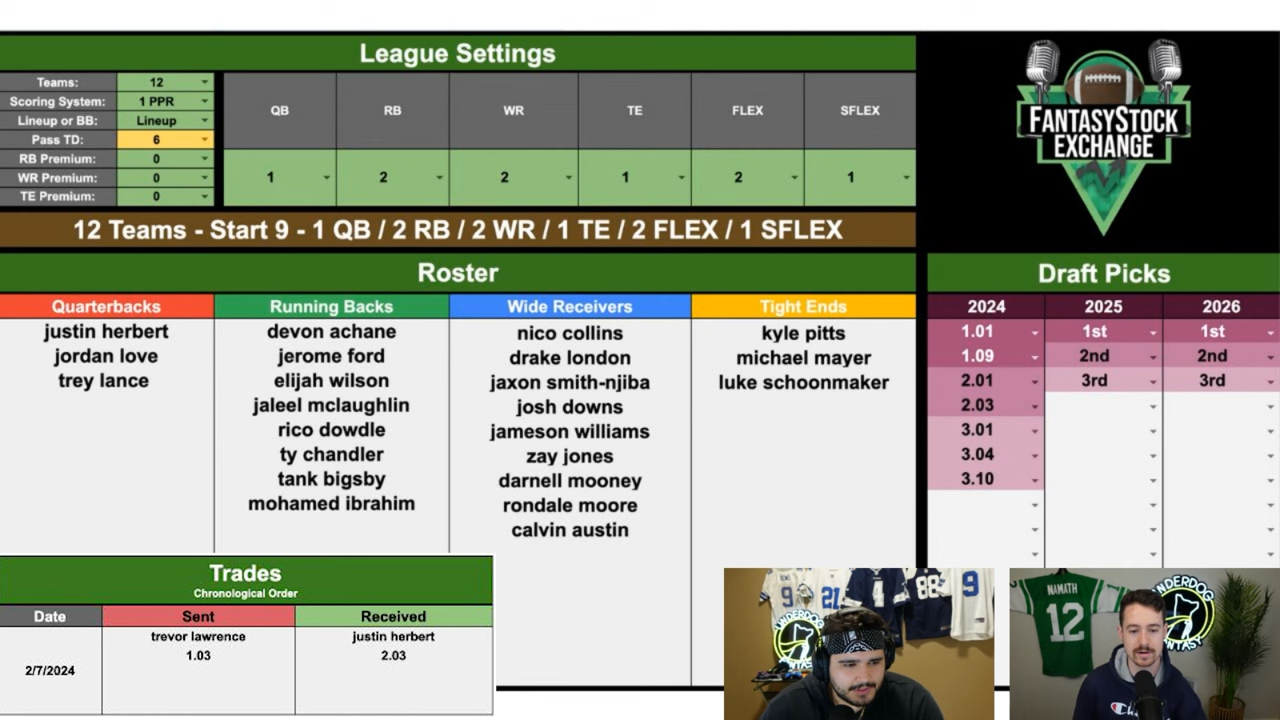 League Settings
Teams: 12
Scoring System: 1 PPR
Lineup or BB: Lineup
Pass TD: 6
RB Premium: 0
WR Premium: 0
TE Premium: 0
QB RB WR TE FLEX SFLEX
1 2 2 1 2 1
12 Teams - Start 9 - 1 QB / 2 RB / 2 WR / 1 TE / 2 FLEX / 1 SFLEX
FANTASYSTOCK
EXCHANGE
Roster
Quarterbacks
justin herbert
jordan love
trey lance
Running Backs
devon achane
jerome ford
elijah wilson
jaleel mclaughlin
rico dowdle
ty chandler
tank bigsby
mohamed ibrahim
Wide Receivers
nico collins
drake london
jaxon smith-njiba
josh downs
jameson williams
zay jones
darnell mooney
rondale moore
calvin austin
Tight Ends
kyle pitts
michael mayer
luke schoonmaker
Draft Picks
2024 2025 2026
1.01 1st 1st
1.09 2nd 2nd
2.01 3rd 3rd
2.03
3.01
3.04
3.10
Trades
Chronological Order
Date Sent Received
trevor lawrence justin herbert
1.03 2.03
2/7/2024
9 21 4 88 9
UNDERDOG
FANTASY
NAMATH
12